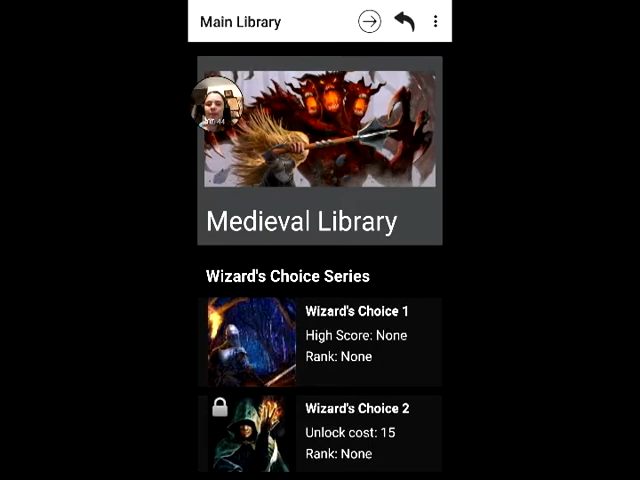 Main Library
Medieval Library
Wizard's Choice Series
Wizard's Choice 1
High Score: None
Rank: None
Wizard's Choice 2
Unlock cost: 15
Rank: None